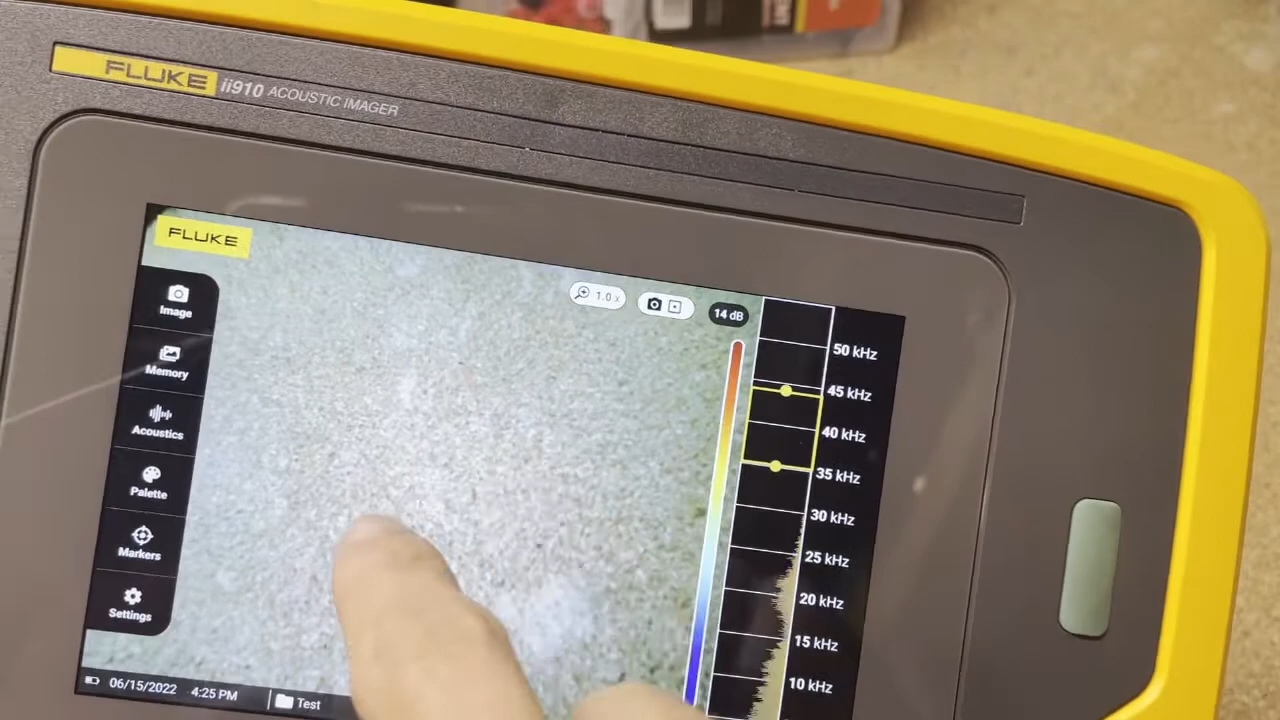 FLUKE ii910 ACOUSTIC IMAGER
FLUKE
1.0x
14 dB
Image
Memory
Acoustics
Palette
Markers
Settings
50 kHz
45 kHz
40 kHz
35 kHz
30 kHz
25 kHz
20 kHz
15 kHz
10 kHz
06/15/2022 4:25 PM
Test